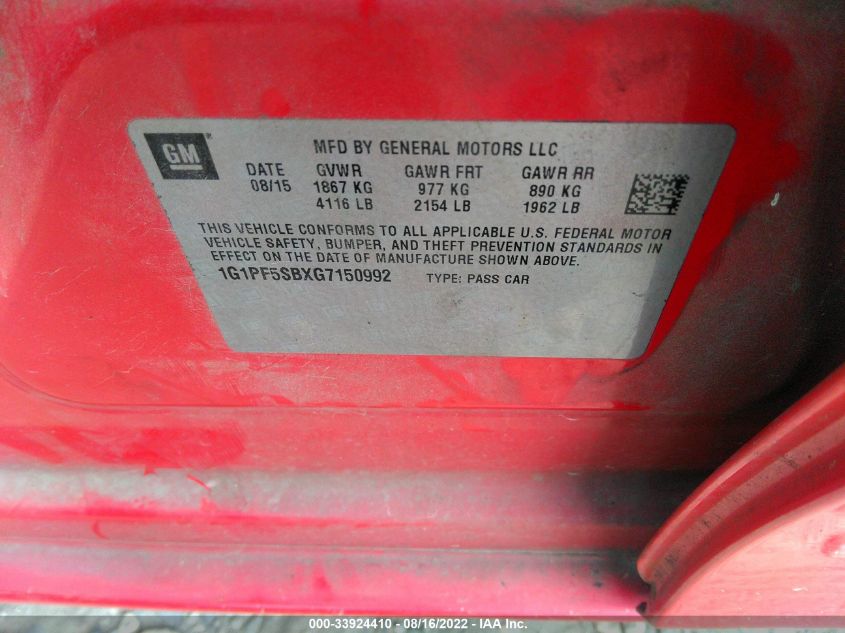 GM
MFD BY GENERAL MOTORS LLC
DATE GVWR GAWR FRT GAWR RR
08/15 1867 KG 977 KG 890 KG
4116 LB 2154 LB 1962 LB
THIS VEHICLE CONFORMS TO ALL APPLICABLE U.S. FEDERAL MOTOR
VEHICLE SAFETY, BUMPER, AND THEFT PREVENTION STANDARDS IN
EFFECT ON THE DATE OF MANUFACTURE SHOWN ABOVE.
1G1PF5SBXG7150992 TYPE: PASS CAR
000-33924410 - 08/16/2022 - IAA Inc.